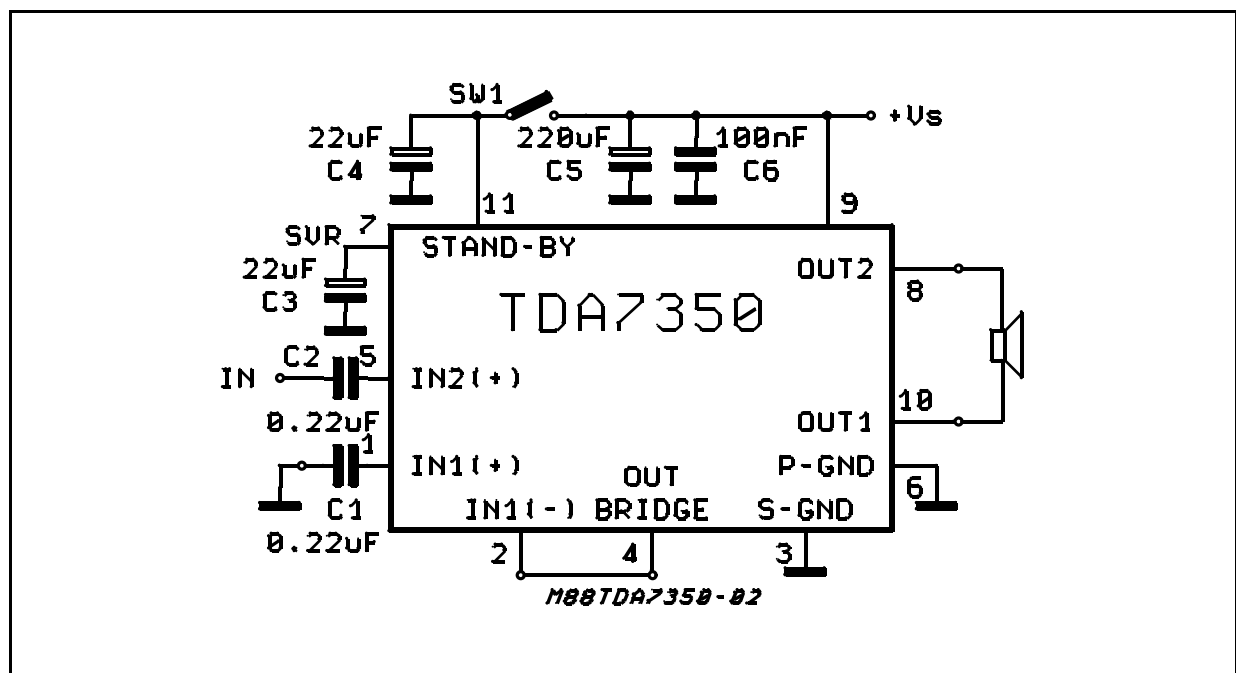 SW1
+Vs
22uF
C4
220uF
C5
100nF
C6
11
9
7
SVR
STAND-BY
22uF
C3
OUT2
8
TDA7350
C2
5
IN
IN2(+)
0.22uF
10
OUT1
1
IN1(+)
P-GND
6
C1
0.22uF
OUT
BRIDGE
IN1(-)
S-GND
2
4
3
M88TDA7350-02